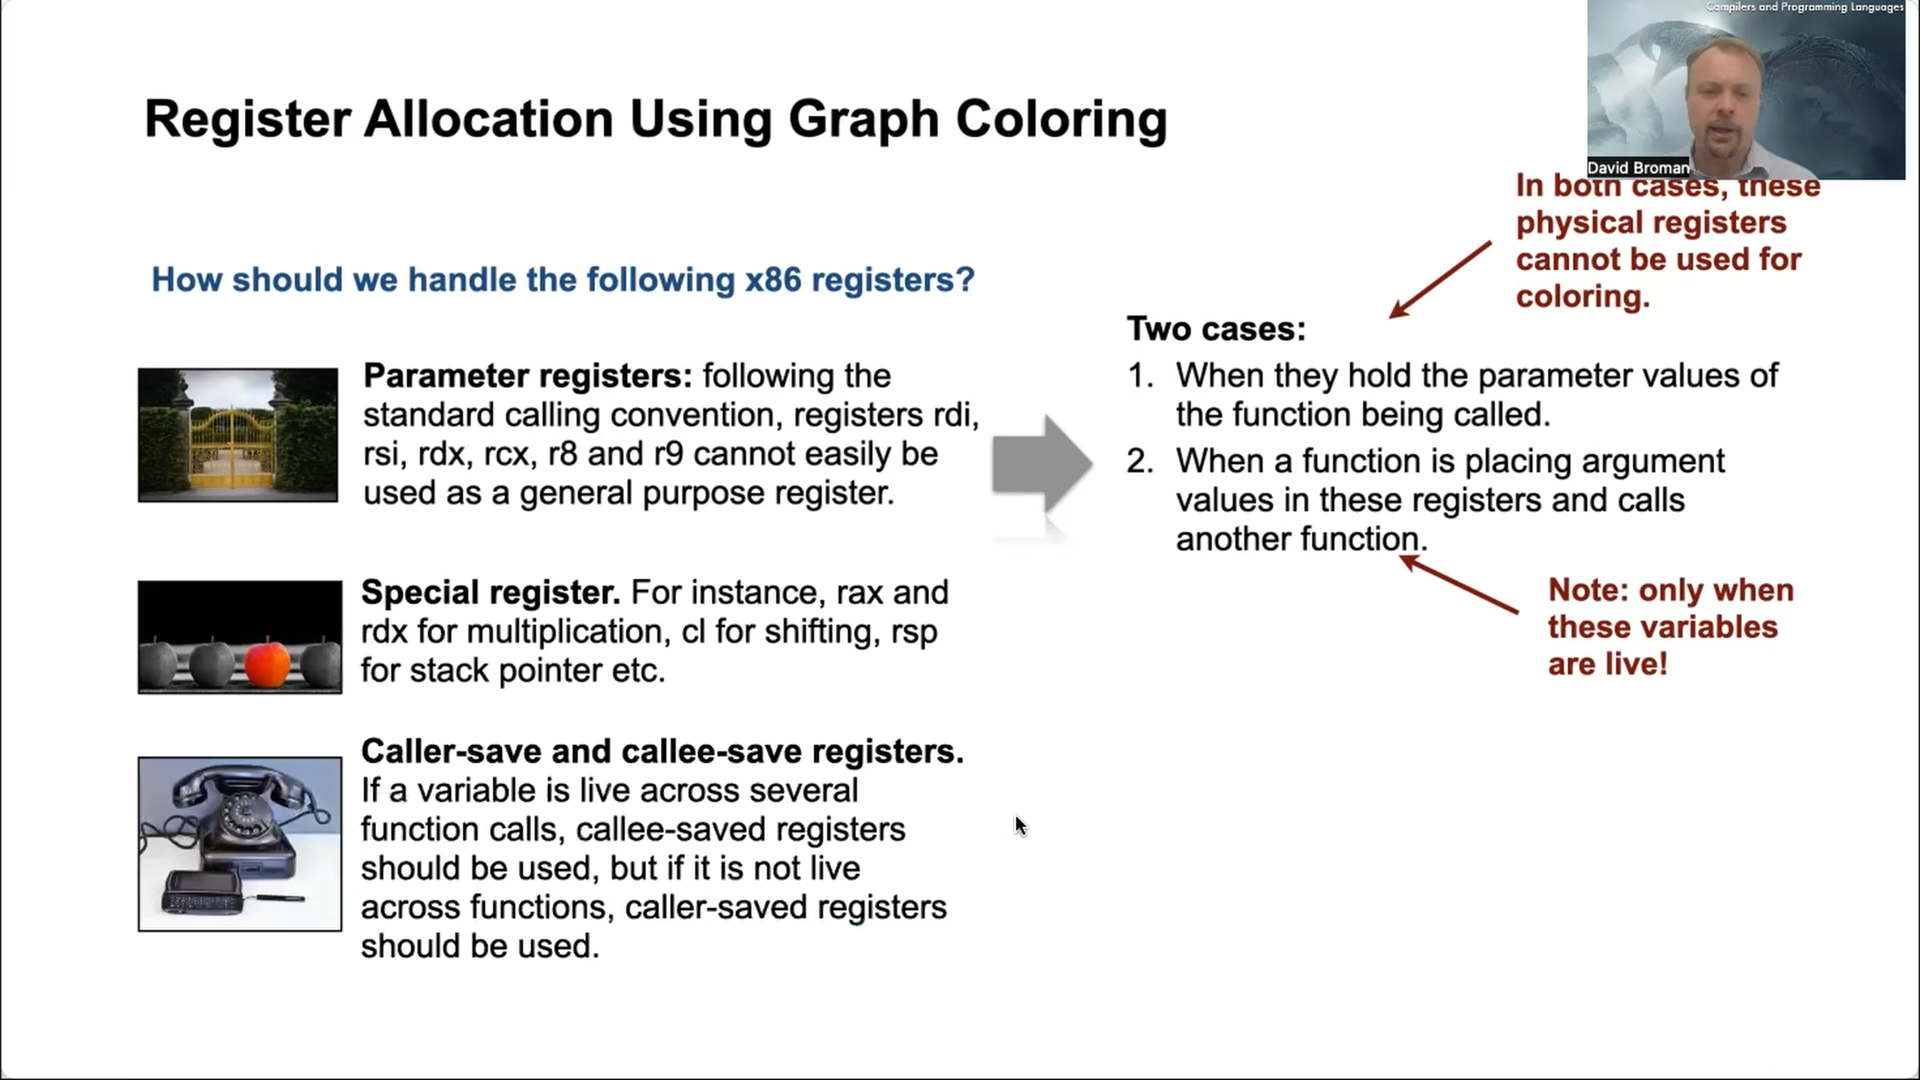 Compilers and Programming Languages
David Broman
Register Allocation Using Graph Coloring
In both cases, these
physical registers
cannot be used for
coloring.
How should we handle the following x86 registers?
Parameter registers: following the
standard calling convention, registers rdi,
rsi, rdx, rcx, r8 and r9 cannot easily be
used as a general purpose register.
Two cases:
1. When they hold the parameter values of
the function being called.
2. When a function is placing argument
values in these registers and calls
another function.
Note: only when
these variables
are live!
Special register. For instance, rax and
rdx for multiplication, cl for shifting, rsp
for stack pointer etc.
Caller-save and callee-save registers.
If a variable is live across several
function calls, callee-saved registers
should be used, but if it is not live
across functions, caller-saved registers
should be used.